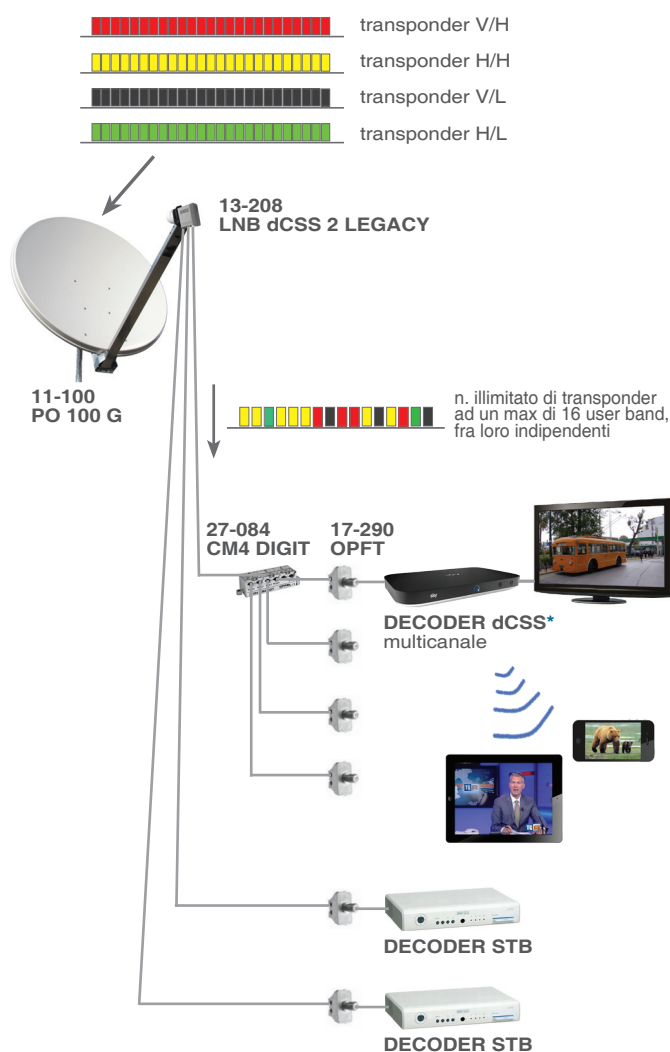 transponder V/H
transponder H/H
transponder V/L
transponder H/L
13-208
LNB dCSS 2 LEGACY
11-100
PO 100 G
n. illimitato di transponder
ad un max di 16 user band,
fra loro indipendenti
27-084
CM4 DIGIT
17-290
OPFT
sky
DECODER dCSS*
multicanale
DECODER STB
DECODER STB